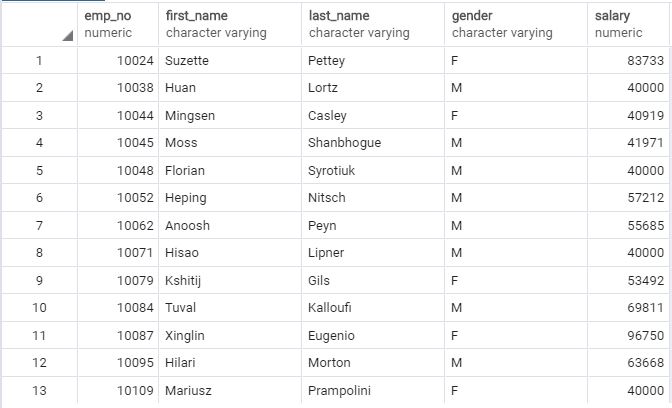 emp_no first_name last_name gender salary
numeric character varying character varying character varying numeric
1 10024 Suzette Pettey F 83733
2 10038 Huan Lortz M 40000
3 10044 Mingsen Casley F 40919
4 10045 Moss Shanbhogue M 41971
5 10048 Florian Syrotiuk M 40000
6 10052 Heping Nitsch M 57212
7 10062 Anoosh Peyn M 55685
8 10071 Hisao Lipner M 40000
9 10079 Kshitij Gils F 53492
10 10084 Tuval Kalloufi M 69811
11 10087 Xinglin Eugenio F 96750
12 10095 Hilari Morton M 63668
13 10109 Mariusz Prampolini F 40000